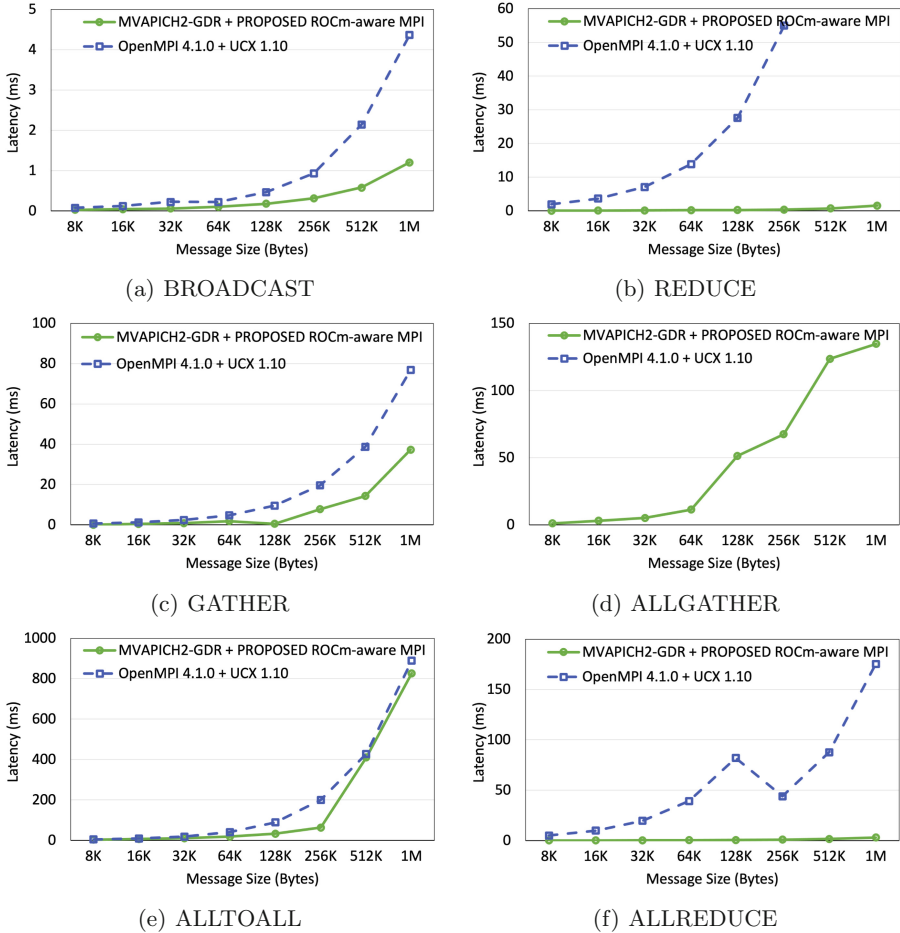 5
4
3
2
1
0
Latency (ms)
MVAPICH2-GDR + PROPOSED ROCm-aware MPI
OpenMPI 4.1.0 + UCX 1.10
8K 16K 32K 64K 128K 256K 512K 1M
Message Size (Bytes)
(a) BROADCAST
60
50
40
30
20
10
0
Latency (ms)
MVAPICH2-GDR + PROPOSED ROCm-aware MPI
OpenMPI 4.1.0 + UCX 1.10
8K 16K 32K 64K 128K 256K 512K 1M
Message Size (Bytes)
(b) REDUCE
100
80
60
40
20
0
Latency (ms)
MVAPICH2-GDR + PROPOSED ROCm-aware MPI
OpenMPI 4.1.0 + UCX 1.10
8K 16K 32K 64K 128K 256K 512K 1M
Message Size (Bytes)
(c) GATHER
150
100
50
0
Latency (ms)
MVAPICH2-GDR + PROPOSED ROCm-aware MPI
OpenMPI 4.1.0 + UCX 1.10
8K 16K 32K 64K 128K 256K 512K 1M
Message Size (Bytes)
(d) ALLGATHER
1000
800
600
400
200
0
Latency (ms)
MVAPICH2-GDR + PROPOSED ROCm-aware MPI
OpenMPI 4.1.0 + UCX 1.10
8K 16K 32K 64K 128K 256K 512K 1M
Message Size (Bytes)
(e) ALLTOALL
200
150
100
50
0
Latency (ms)
MVAPICH2-GDR + PROPOSED ROCm-aware MPI
OpenMPI 4.1.0 + UCX 1.10
8K 16K 32K 64K 128K 256K 512K 1M
Message Size (Bytes)
(f) ALLREDUCE